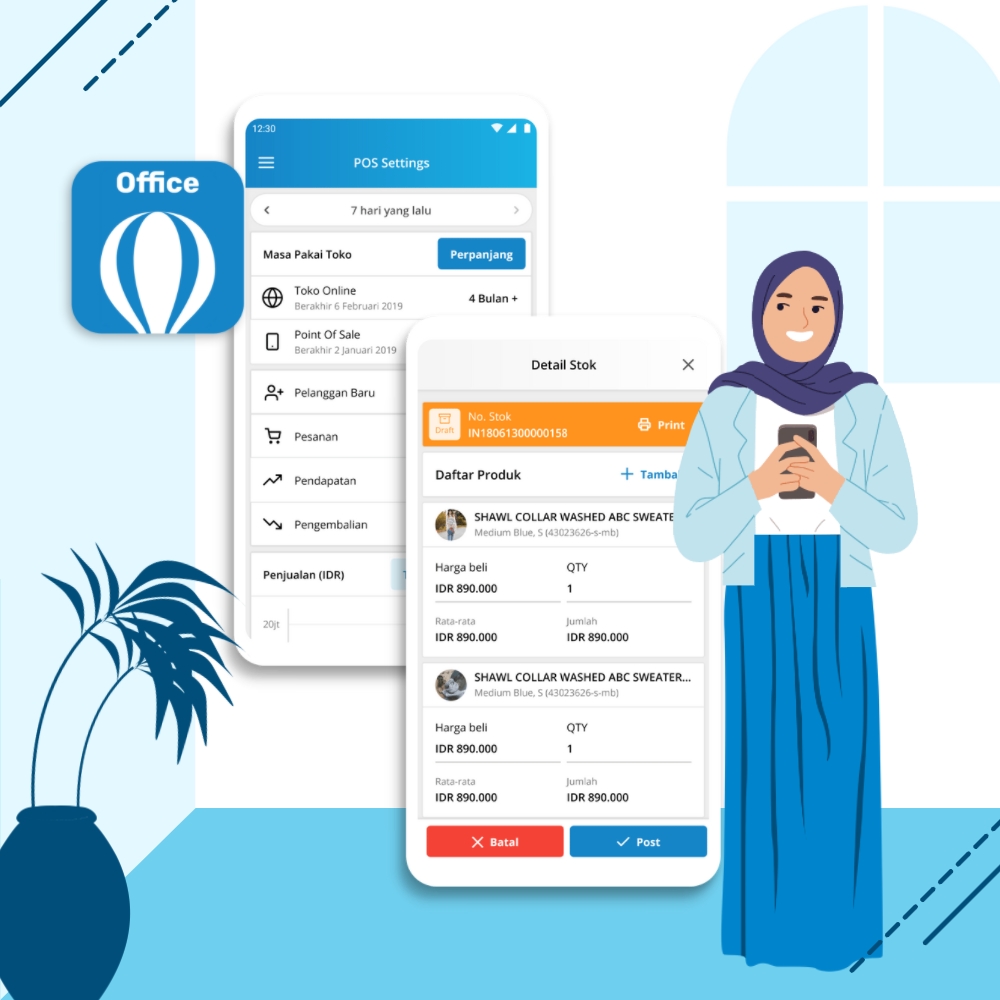 Office
12:30
POS Settings
7 hari yang lalu
Masa Pakai Toko
Perpanjang
Toko Online
Berakhir 6 Februari 2019
4 Bulan +
Point Of Sale
Berakhir 2 Januari 2019
Pelanggan Baru
Pesanan
Pendapatan
Pengembalian
Penjualan (IDR)
20jt
Detail Stok
Draft
No. Stok
IN18061300000158
Print
Daftar Produk
Tamba
SHAWL COLLAR WASHED ABC SWEATE
Medium Blue, S (43023626-s-mb)
Harga beli
QTY
IDR 890.000
1
Rata-rata
Jumlah
IDR 890.000
IDR 890.000
SHAWL COLLAR WASHED ABC SWEATER...
Medium Blue, S (43023626-s-mb)
Harga beli
QTY
IDR 890.000
1
Rata-rata
Jumlah
IDR 890.000
IDR 890.000
Batal
Post